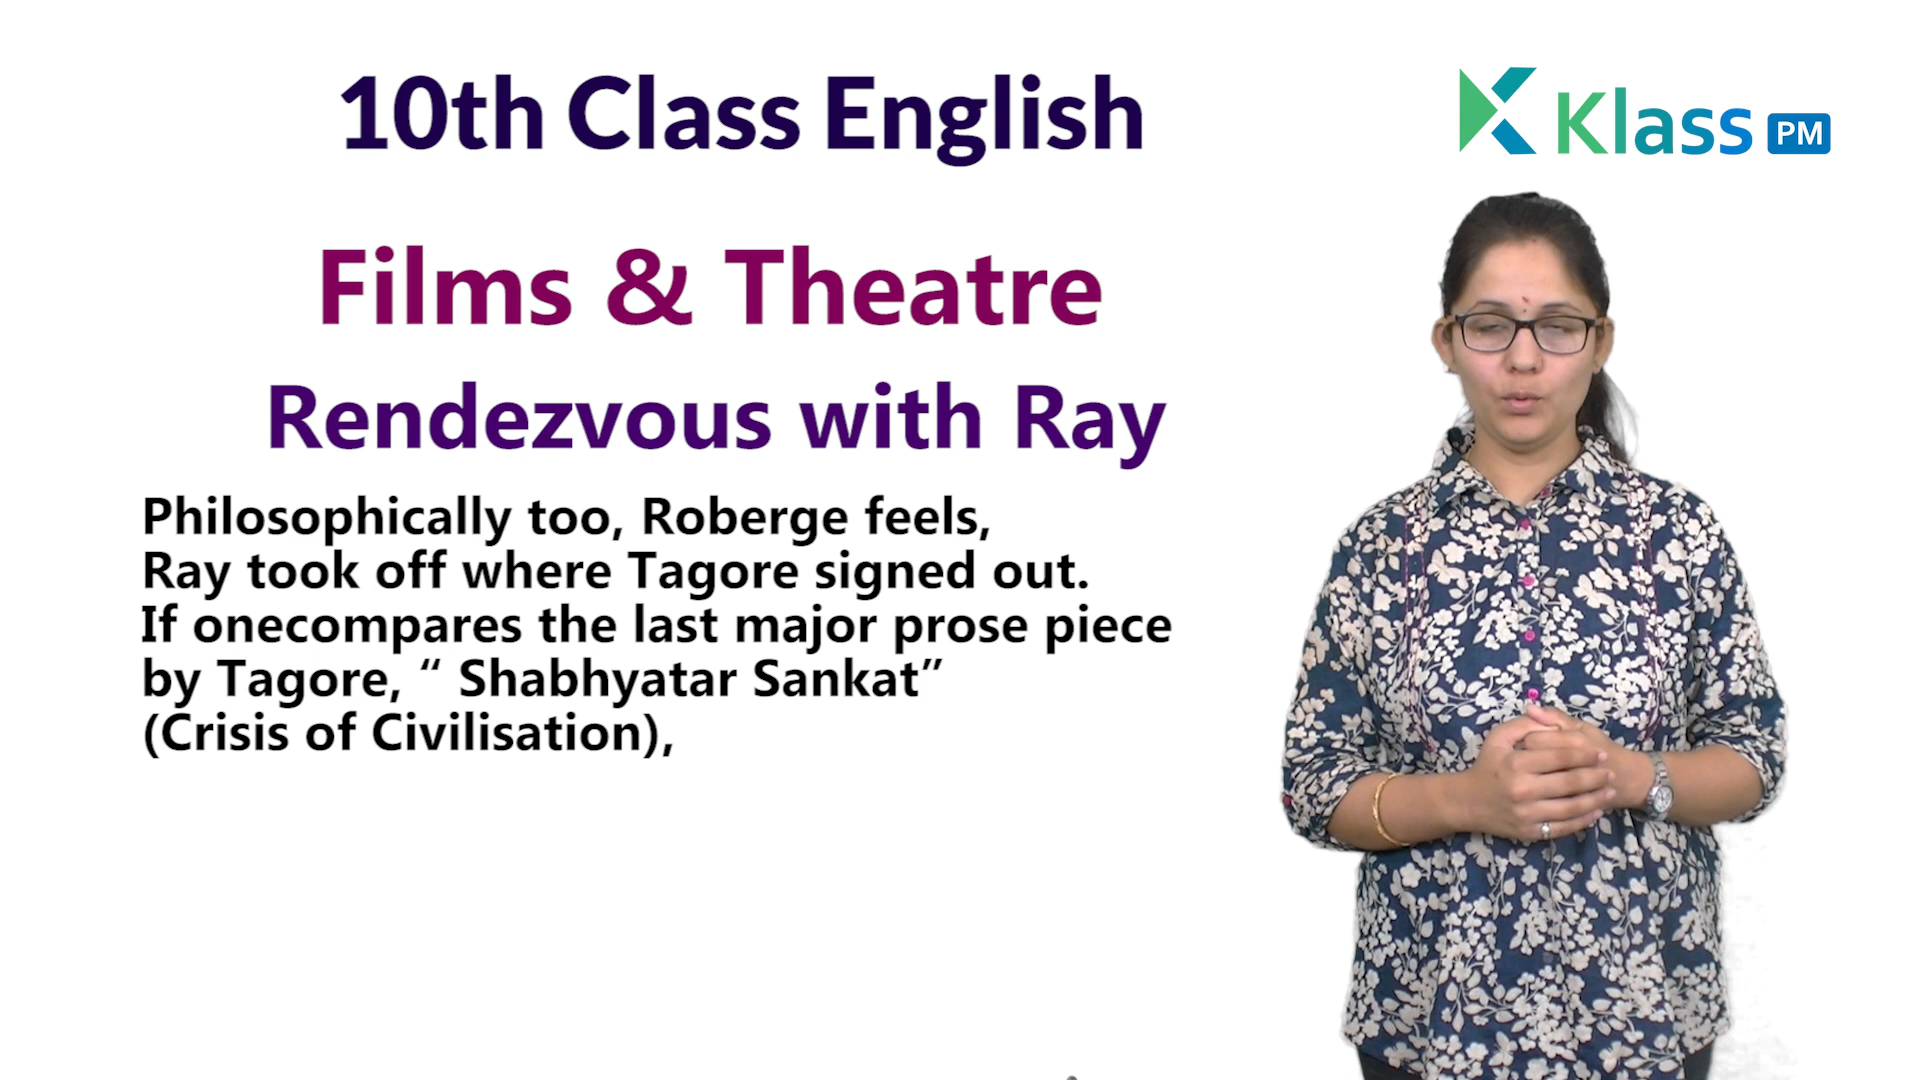 10th Class English
Klass PM
Films & Theatre
Rendezvous with Ray
Philosophically too, Roberge feels,
Ray took off where Tagore signed out.
If onecompares the last major prose piece
by Tagore, “ Shabhyatar Sankat”
(Crisis of Civilisation),